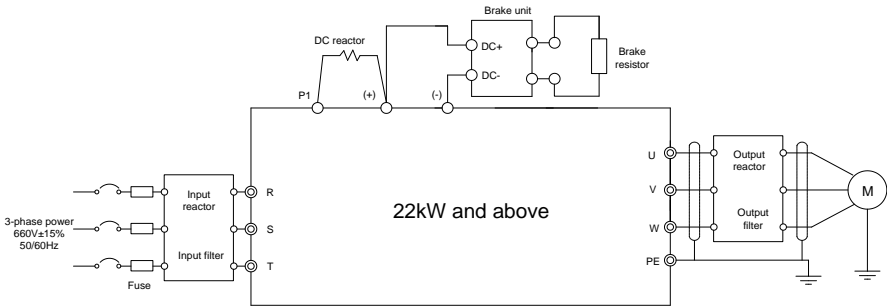 Brake unit
DC reactor
DC+
DC-
Brake
resistor
P1
(+)
(-)
U
V
W
PE
Output
reactor
Output
filter
M
3-phase power
660V±15%
50/60Hz
Fuse
Input
reactor
Input filter
R
S
T
22kW and above